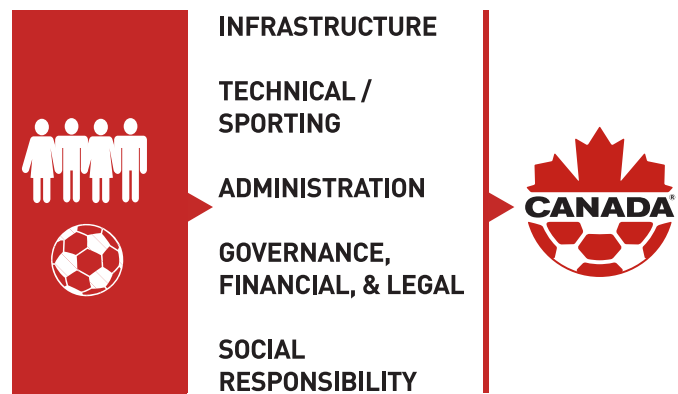 INFRASTRUCTURE
TECHNICAL /
SPORTING
ADMINISTRATION
GOVERNANCE,
FINANCIAL, & LEGAL
SOCIAL
RESPONSIBILITY
CANADA®